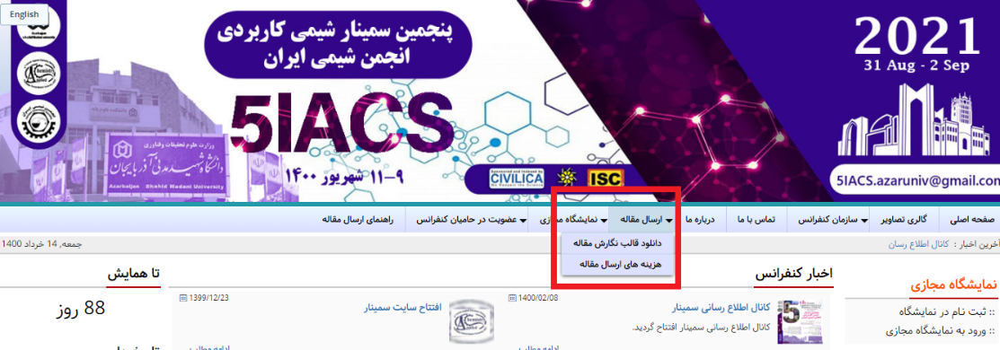 English
پنجمین سمینار شیمی کاربردی
انجمن شیمی ایران
5IACS
۹-۱۱ شهریور ۱۴۰۰
2021
31 Aug - 2 Sep
وزارت علوم تحقیقات و فناوری
دانشگاه شهید مدنی آذربایجان
Azarbaijan Shahid Madani University
CIVILICA
ISC
5IACS.azaruniv@gmail.com
صفحه اصلی
گالری تصاویر
سازمان کنفرانس
تماس با ما
درباره ما
ارسال مقاله
نمایشگاه مجازی
عضویت در حامیان کنفرانس
راهنمای ارسال مقاله
دانلود قالب نگارش مقاله
هزینه های ارسال مقاله
آخرین اخبار : کانال اطلاع رسان
جمعه, 14 خرداد 1400
نمایشگاه مجازی
:: ثبت نام در نمایشگاه
:: ورود به نمایشگاه مجازی
اخبار کنفرانس
کانال اطلاع رسانی سمینار
1400/02/08
کانال اطلاع رسانی سمینار افتتاح گردید.
ادامه مطلب
افتتاح سایت سمینار
1399/12/23
ادامه مطلب
تا همایش
88 روز